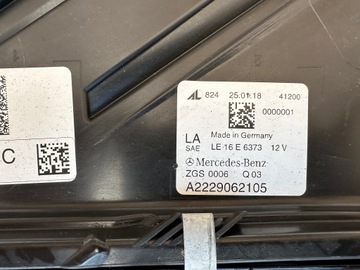 AL 824 25.01.18 41200
0000001
LA Made in Germany
SAE LE 16 E 6373 12 V
Mercedes-Benz
ZGS 0006 Q 03
A2229062105
C